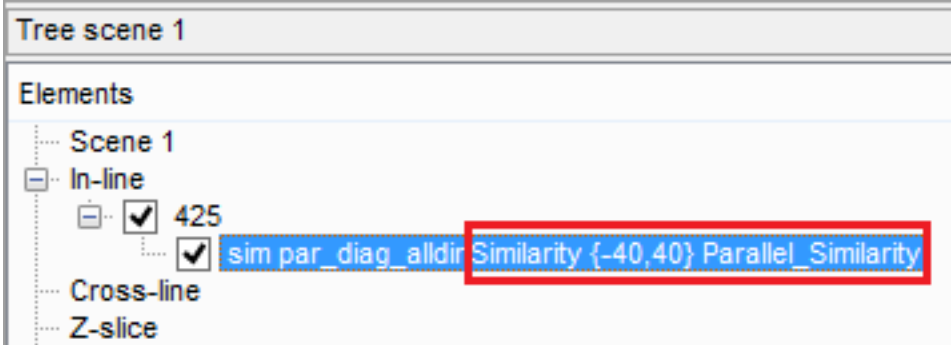 Tree scene 1
Elements
Scene 1
In-line
425
sim par_diag_alldir Similarity {-40,40} Parallel_Similarity
Cross-line
Z-slice